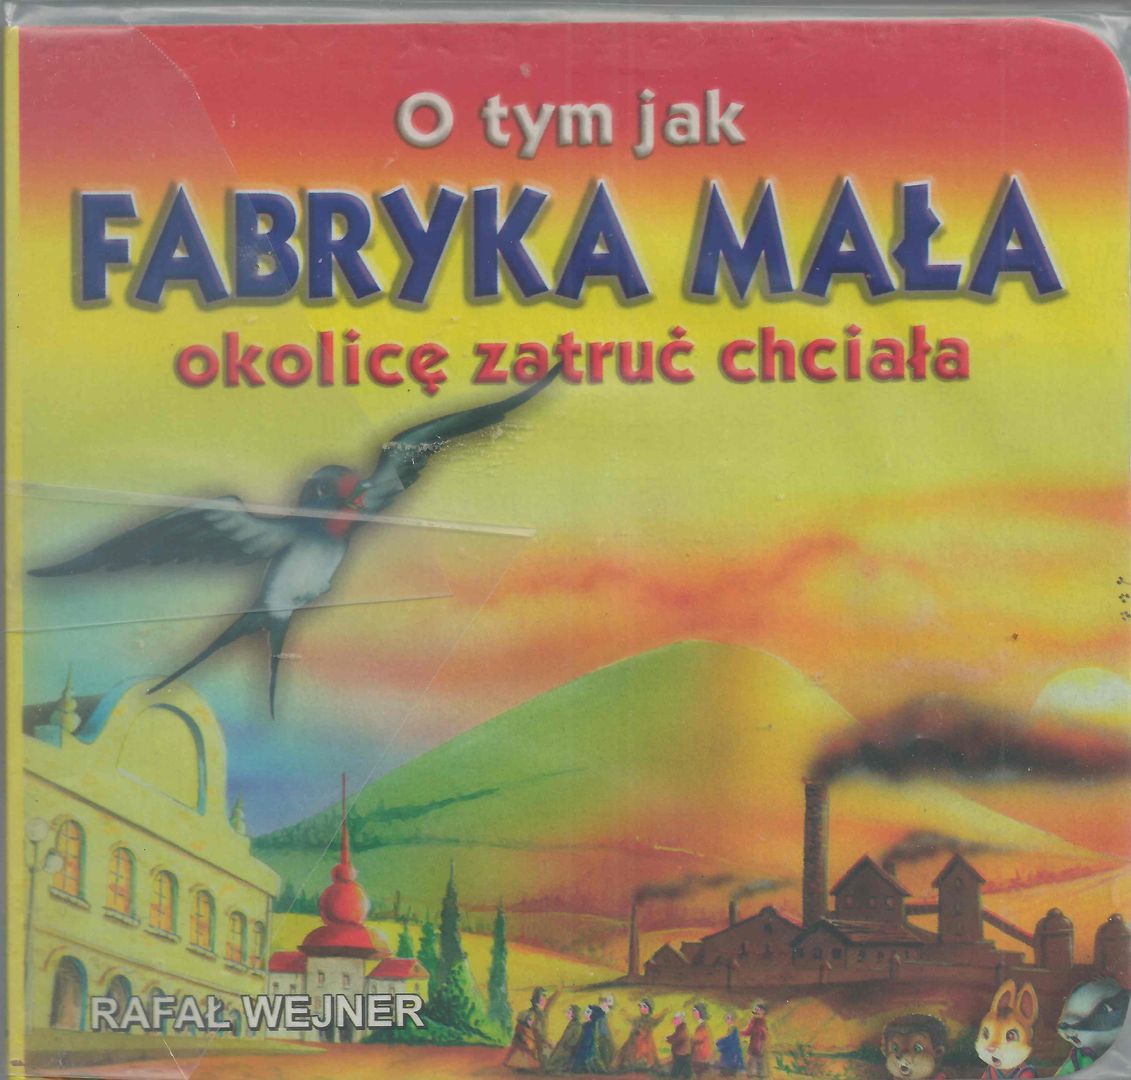 O tym jak
FABRYKA MAŁA
okolicę zatruć chciała
RAFAŁ WEJNER